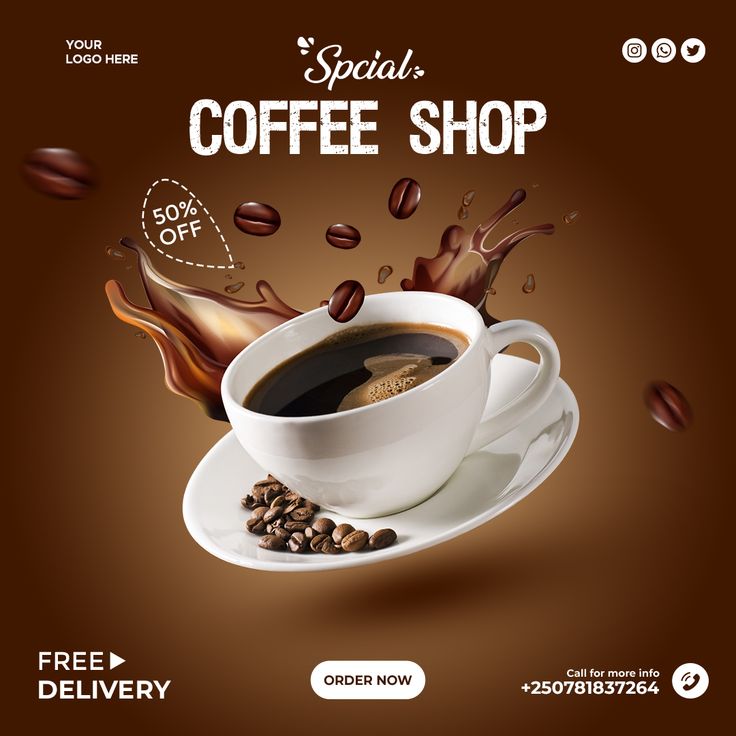 YOUR
LOGO HERE
Spcial
COFFEE SHOP
50%
OFF
FREE
DELIVERY
ORDER NOW
Call for more info
+250781837264